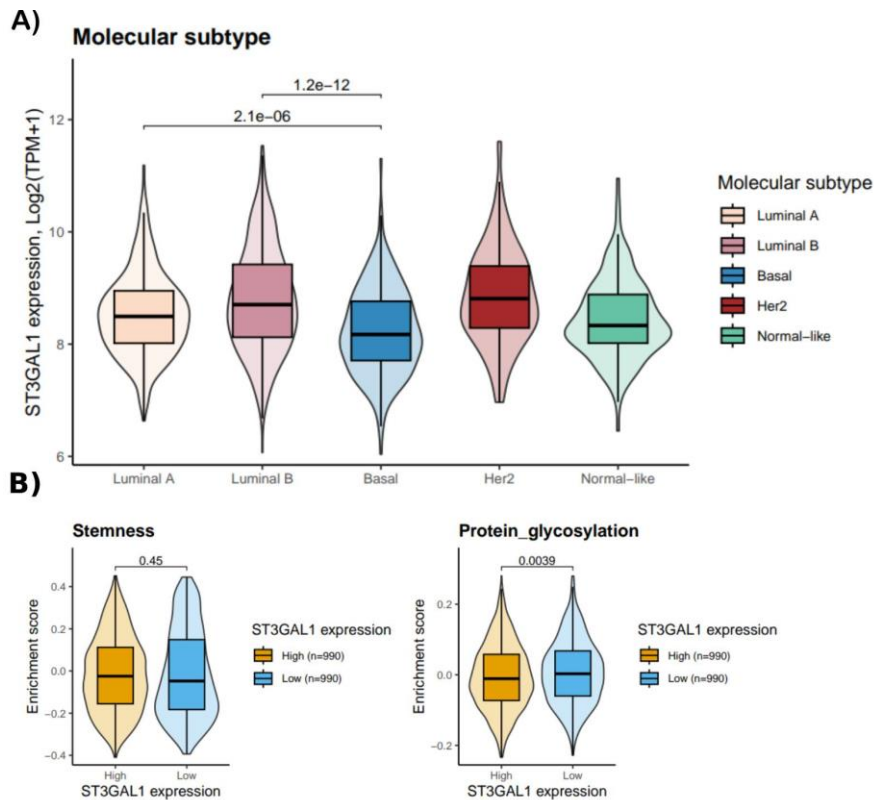 A)
Molecular subtype
ST3GAL1 expression, Log2(TPM+1)
12
10
8
6
1.2e−12
2.1e−06
Luminal A
Luminal B
Basal
Her2
Normal−like
Molecular subtype
Luminal A
Luminal B
Basal
Her2
Normal−like
B)
Stemness
Enrichment score
0.4
0.2
0.0
−0.2
−0.4
0.45
High
Low
ST3GAL1 expression
ST3GAL1 expression
High (n=990)
Low (n=990)
Protein_glycosylation
Enrichment score
0.2
0.0
−0.2
0.0039
High
Low
ST3GAL1 expression
ST3GAL1 expression
High (n=990)
Low (n=990)